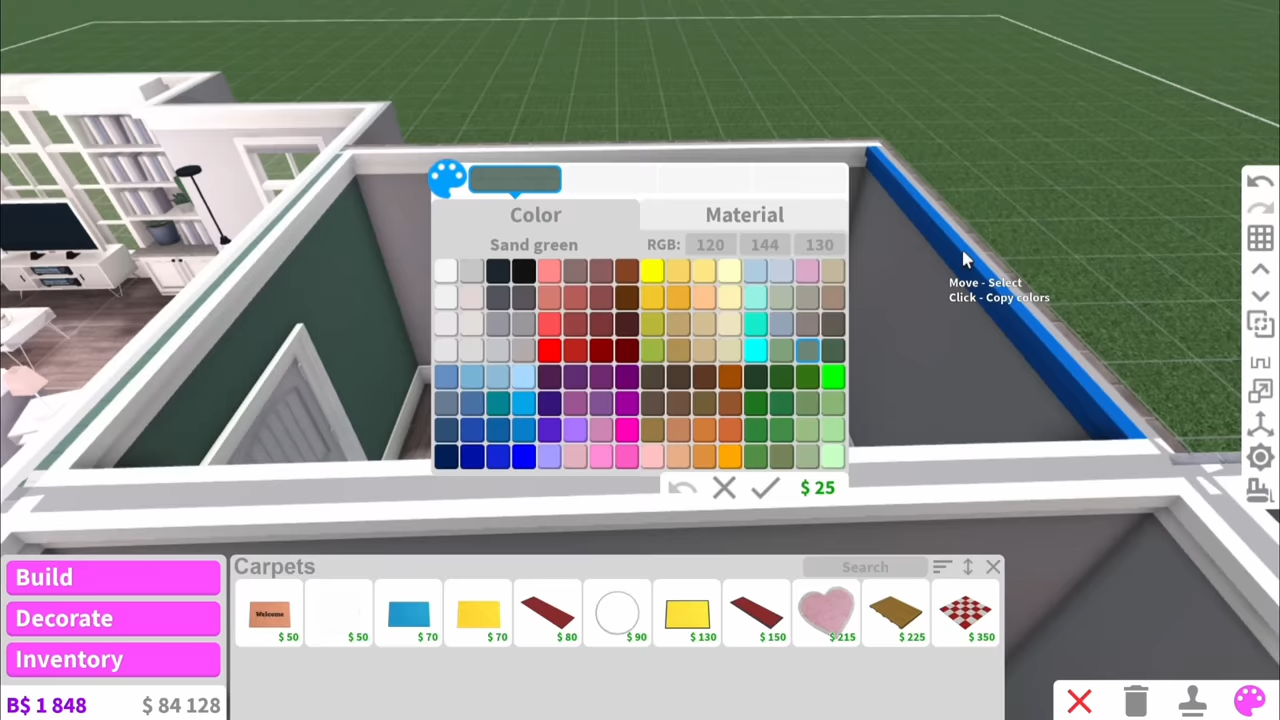 Color
Material
Sand green
RGB: 120 144 130
Move - Select
Click - Copy colors
$ 25
Carpets
Search
Welcome
$ 50
$ 50
$ 70
$ 70
$ 80
$ 90
$ 130
$ 150
$ 215
$ 225
$ 350
Build
Decorate
Inventory
B$ 1 848
$ 84 128